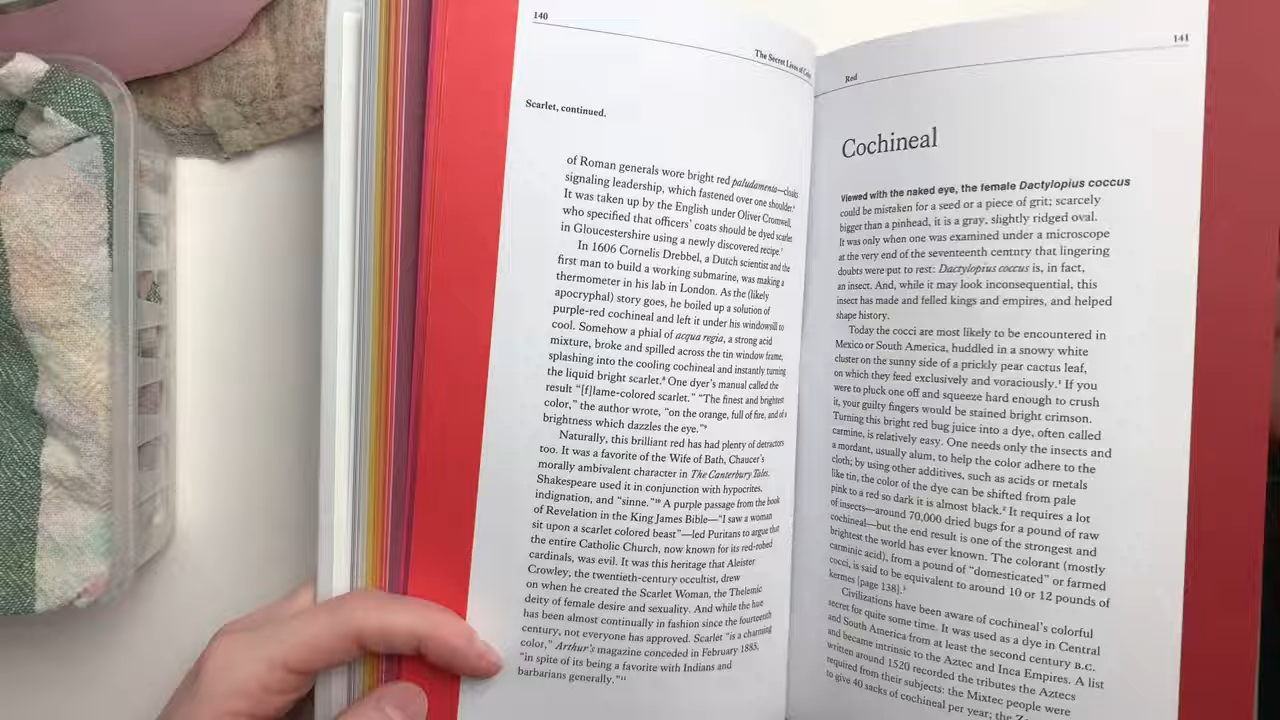 140
The Secret Lives of Color
Scarlet, continued.
of Roman generals wore bright red paludamenta—cloaks
signaling leadership, which fastened over one shoulder.
It was taken up by the English under Oliver Cromwell,
who specified that officers' coats should be dyed scarlet
in Gloucestershire using a newly discovered recipe.7
In 1606 Cornelis Drebbel, a Dutch scientist and the
first man to build a working submarine, was making a
thermometer in his lab in London. As the (likely
apocryphal) story goes, he boiled up a solution of
purple-red cochineal and left it under his windowsill to
cool. Somehow a phial of acqua regia, a strong acid
mixture, broke and spilled across the tin window frame,
splashing into the cooling cochineal and instantly turning
the liquid bright scarlet.8 One dyer's manual called the
result "[f]lame-colored scarlet." "The finest and brightest
color," the author wrote, "on the orange, full of fire, and of a
brightness which dazzles the eye."9
Naturally, this brilliant red has had plenty of detractors
too. It was a favorite of the Wife of Bath, Chaucer's
morally ambivalent character in The Canterbury Tales.
Shakespeare used it in conjunction with hypocrites,
indignation, and "sinne."10 A purple passage from the book
of Revelation in the King James Bible—"I saw a woman
sit upon a scarlet colored beast"—led Puritans to argue that
the entire Catholic Church, now known for its red-robed
cardinals, was evil. It was this heritage that Aleister
Crowley, the twentieth-century occultist, drew
on when he created the Scarlet Woman, the Thelemic
deity of female desire and sexuality. And while the hue
has been almost continually in fashion since the fourteenth
century, not everyone has approved. Scarlet "is a charming
color," Arthur's magazine conceded in February 1885,
"in spite of its being a favorite with Indians and
barbarians generally."11
141
Red
Cochineal
Viewed with the naked eye, the female Dactylopius coccus
could be mistaken for a seed or a piece of grit; scarcely
bigger than a pinhead, it is a gray, slightly ridged oval.
It was only when one was examined under a microscope
at the very end of the seventeenth century that lingering
doubts were put to rest: Dactylopius coccus is, in fact,
an insect. And, while it may look inconsequential, this
insect has made and felled kings and empires, and helped
shape history.
Today the cocci are most likely to be encountered in
Mexico or South America, huddled in a snowy white
cluster on the sunny side of a prickly pear cactus leaf,
on which they feed exclusively and voraciously.1 If you
were to pluck one off and squeeze hard enough to crush
it, your guilty fingers would be stained bright crimson.
Turning this bright red bug juice into a dye, often called
carmine, is relatively easy. One needs only the insects and
a mordant, usually alum, to help the color adhere to the
cloth; by using other additives, such as acids or metals
like tin, the color of the dye can be shifted from pale
pink to a red so dark it is almost black.2 It requires a lot
of insects—around 70,000 dried bugs for a pound of raw
cochineal—but the end result is one of the strongest and
brightest the world has ever known. The colorant (mostly
carminic acid), from a pound of "domesticated" or farmed
cocci, is said to be equivalent to around 10 or 12 pounds of
kermes [page 138].3
Civilizations have been aware of cochineal's colorful
secret for quite some time. It was used as a dye in Central
and South America from at least the second century B.C.
and became intrinsic to the Aztec and Inca Empires. A list
written around 1520 recorded the tributes the Aztecs
required from their subjects: the Mixtec people were
to give 40 sacks of cochineal per year; the